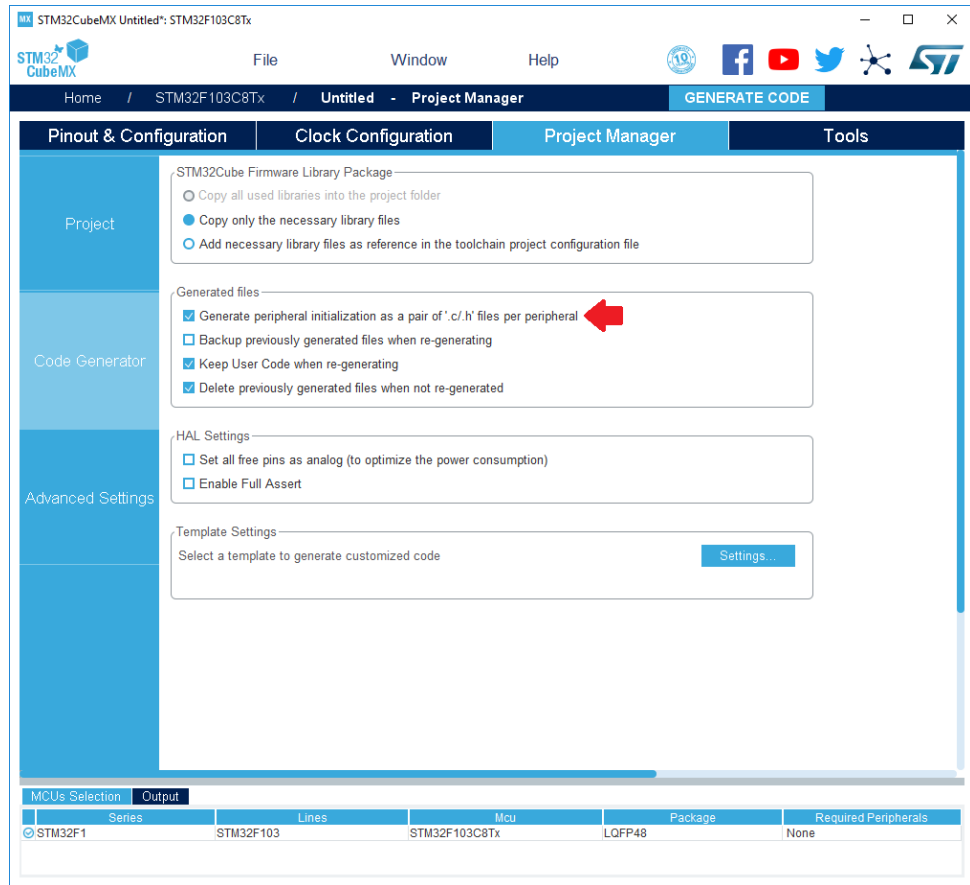 MX STM32CubeMX Untitled*: STM32F103C8Tx
STM32 CubeMX
File Window Help
10
ST
Home / STM32F103C8Tx / Untitled - Project Manager GENERATE CODE
Pinout & Configuration Clock Configuration Project Manager Tools
Project
STM32Cube Firmware Library Package
Copy all used libraries into the project folder
Copy only the necessary library files
Add necessary library files as reference in the toolchain project configuration file
Code Generator
Generated files
Generate peripheral initialization as a pair of '.c/.h' files per peripheral
Backup previously generated files when re-generating
Keep User Code when re-generating
Delete previously generated files when not re-generated
Advanced Settings
HAL Settings
Set all free pins as analog (to optimize the power consumption)
Enable Full Assert
Template Settings
Select a template to generate customized code Settings...
MCUs Selection Output
Series Lines Mcu Package Required Peripherals
STM32F1 STM32F103 STM32F103C8Tx LQFP48 None